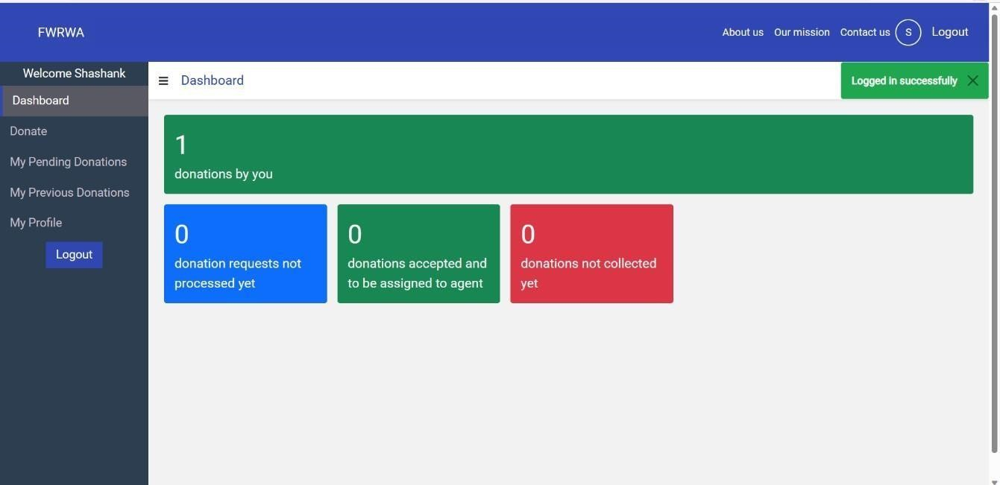 FWRWA
About us Our mission Contact us S Logout
Welcome Shashank
Dashboard
Donate
My Pending Donations
My Previous Donations
My Profile
Logout
Dashboard
Logged in successfully
1
donations by you
0
donation requests not
processed yet
0
donations accepted and
to be assigned to agent
0
donations not collected
yet